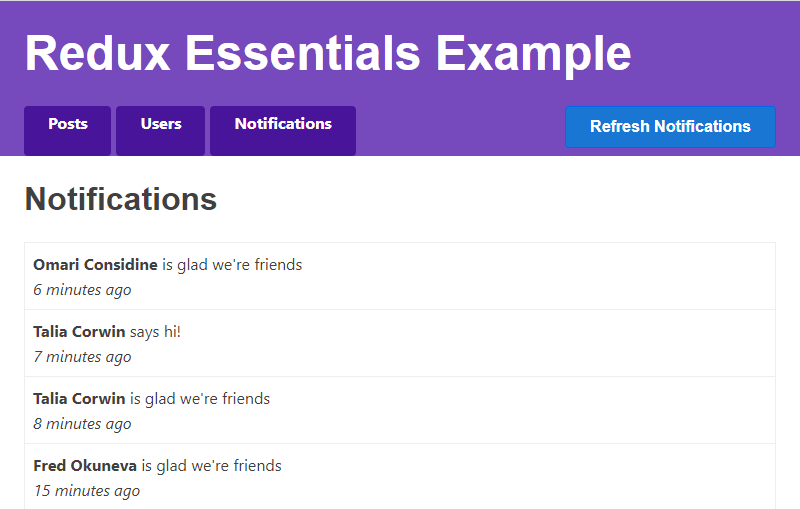 Redux Essentials Example
Posts Users Notifications Refresh Notifications
Notifications
Omari Considine is glad we're friends
6 minutes ago
Talia Corwin says hi!
7 minutes ago
Talia Corwin is glad we're friends
8 minutes ago
Fred Okuneva is glad we're friends
15 minutes ago